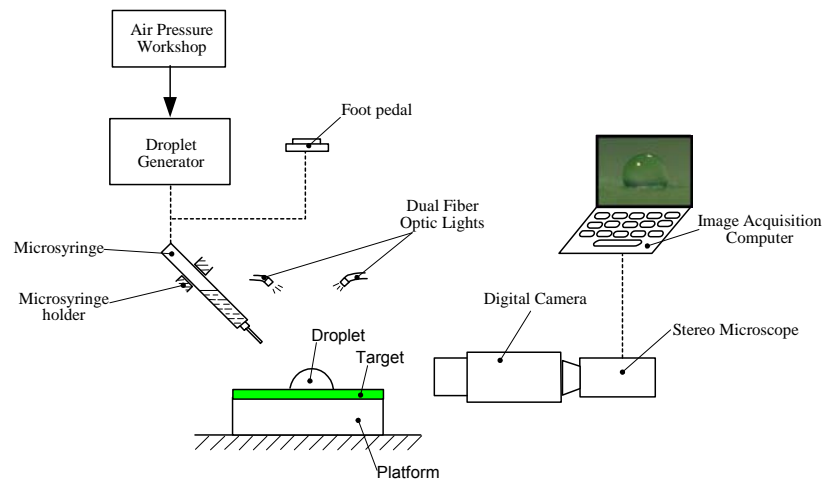 Air Pressure
Workshop
Droplet
Generator
Foot pedal
Dual Fiber
Optic Lights
Image Acquisition
Computer
Microsyringe
Microsyringe
holder
Digital Camera
Stereo Microscope
Droplet
Target
Platform